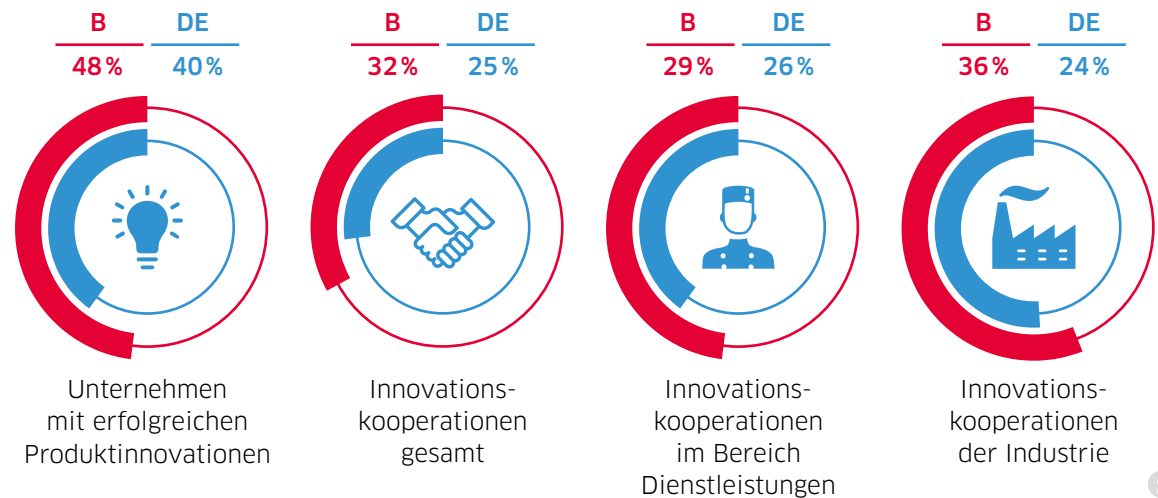 B DE
48% 40%
Unternehmen
mit erfolgreichen
Produktinnovationen
B DE
32% 25%
Innovations-
kooperationen
gesamt
B DE
29% 26%
Innovations-
kooperationen
im Bereich
Dienstleistungen
B DE
36% 24%
Innovations-
kooperationen
der Industrie